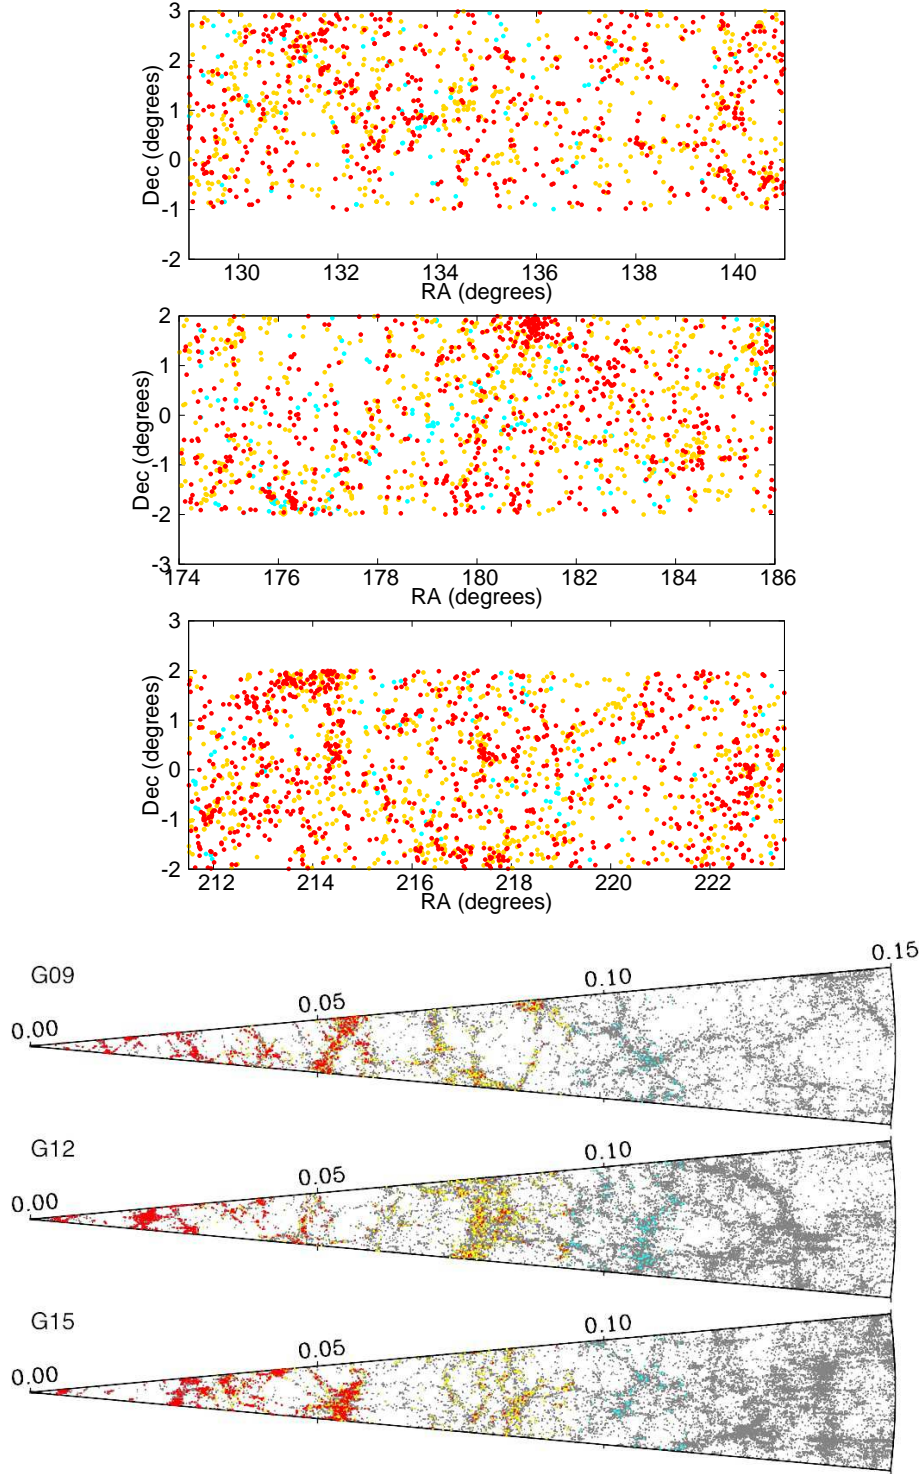 3
2
1
0
-1
-2
Dec (degrees)
130 132 134 136 138 140
RA (degrees)
2
1
0
-1
-2
-3
Dec (degrees)
174 176 178 180 182 184 186
RA (degrees)
3
2
1
0
-1
-2
Dec (degrees)
212 214 216 218 220 222
RA (degrees)
G09
0.00 0.05 0.10 0.15
G12
0.00 0.05 0.10
G15
0.00 0.05 0.10